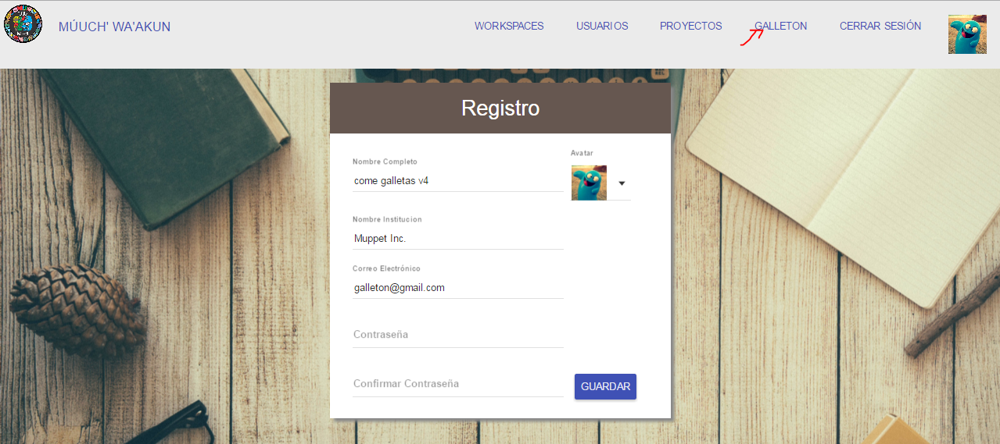 MÚUCH' WA'AKUN
WORKSPACES USUARIOS PROYECTOS GALLETON CERRAR SESIÓN
Registro
Avatar
Nombre Completo
come galletas v4
Nombre Institucion
Muppet Inc.
Correo Electrónico
galleton@gmail.com
Contraseña
Confirmar Contraseña
GUARDAR